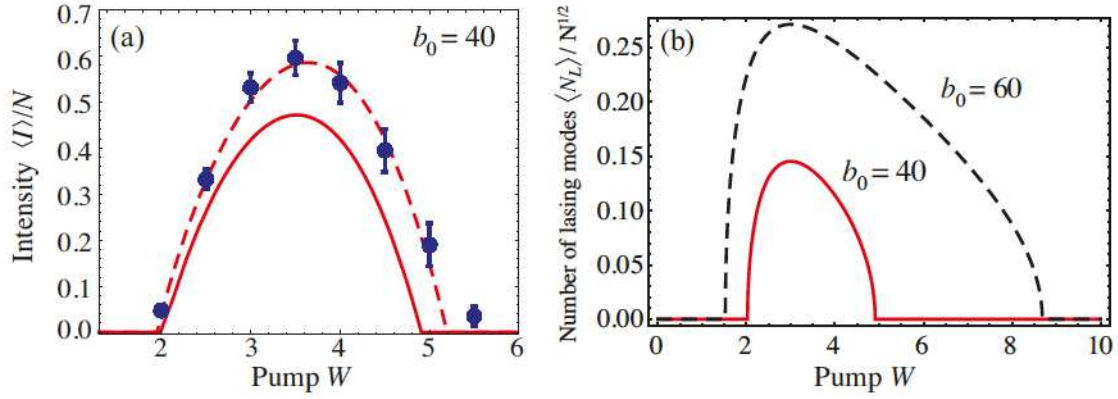 (a)
b₀ = 40
Intensity ⟨I⟩/N
0.7
0.6
0.5
0.4
0.3
0.2
0.1
0.0
2 3 4 5 6
Pump W
(b)
b₀ = 60
b₀ = 40
Number of lasing modes ⟨N_L⟩ / N^{1/2}
0.25
0.20
0.15
0.10
0.05
0.00
0 2 4 6 8 10
Pump W